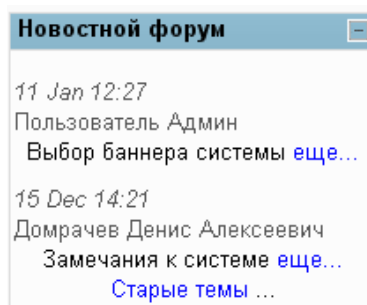 Новостной форум
11 Jan 12:27
Пользователь Админ
Выбор баннера системы еще...
15 Dec 14:21
Домрачев Денис Алексеевич
Замечания к системе еще...
Старые темы ...